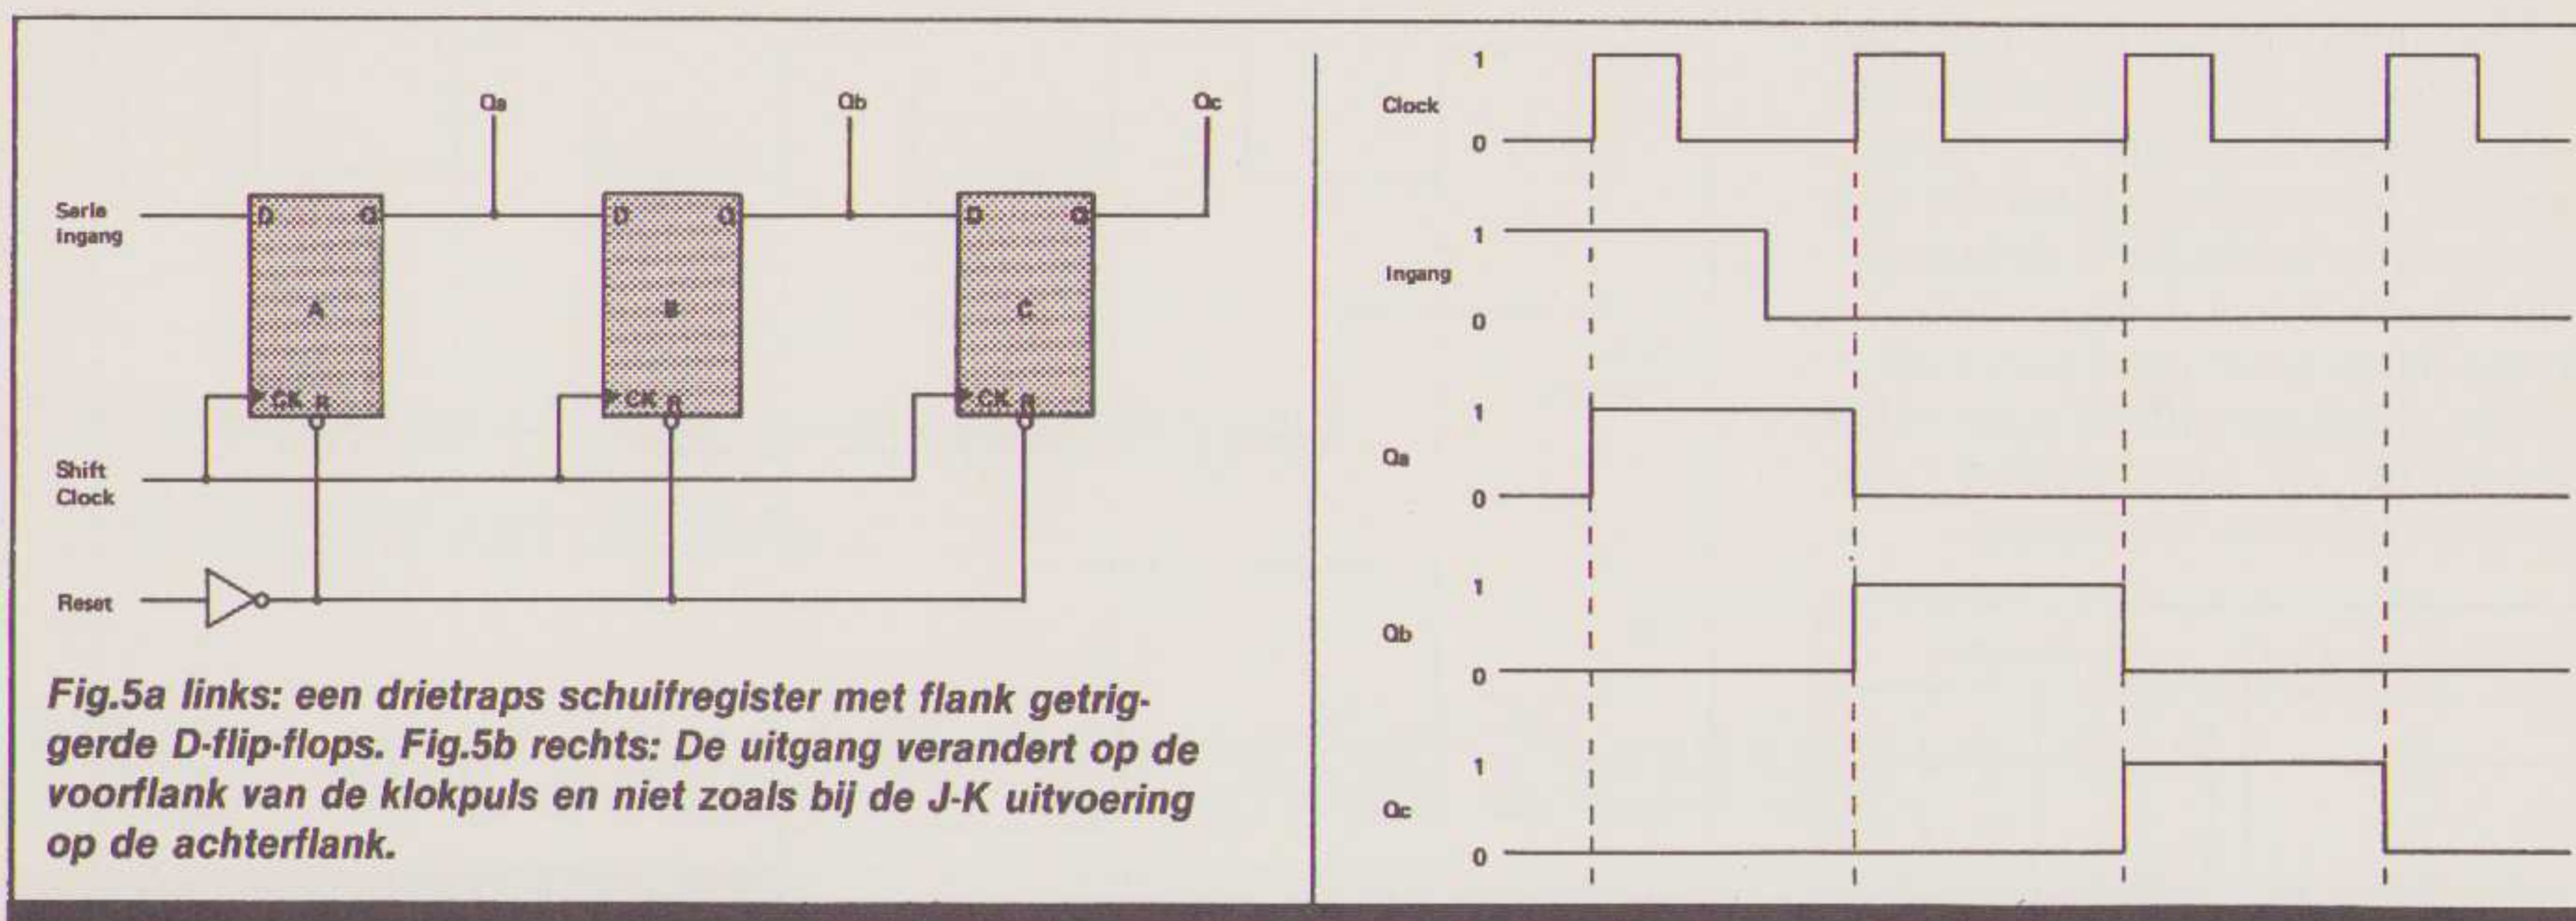 Qa
Qb
Qc
Serie
Ingang
D
Q
D
Q
D
Q
A
B
C
CK R
CK R
CK R
Shift
Clock
Reset
Fig.5a links: een drietraps schuifregister met flank getrig-
gerde D-flip-flops. Fig.5b rechts: De uitgang verandert op de
voorflank van de klokpuls en niet zoals bij de J-K uitvoering
op de achterflank.
1
Clock
0
1
Ingang
0
1
Qa
0
1
Qb
0
1
Qc
0